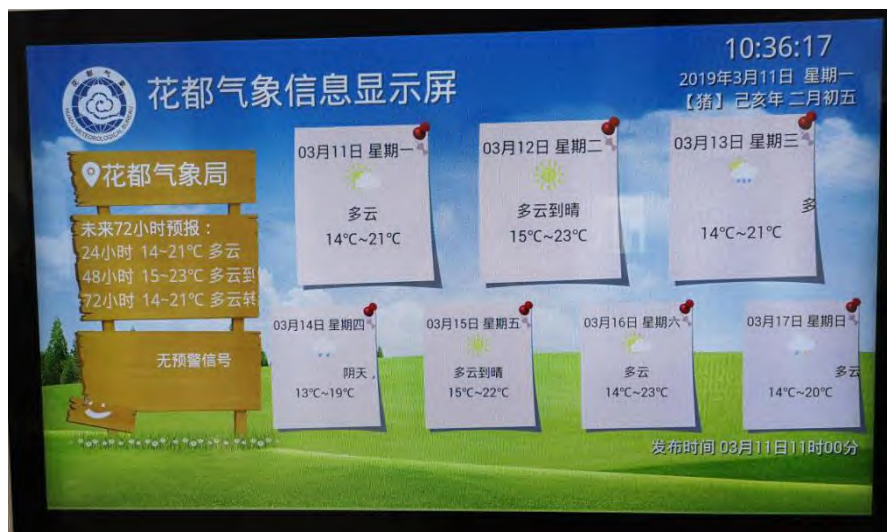 10:36:17
2019年3月11日 星期一
【猪】己亥年 二月初五
花都气象信息显示屏
花都气象局
未来72小时预报：
24小时 14~21℃ 多云
48小时 15~23℃ 多云到
72小时 14~21℃ 多云转
无预警信号
03月11日 星期一
多云
14℃~21℃
03月12日 星期二
多云到晴
15℃~23℃
03月13日 星期三
多
14℃~21℃
03月14日 星期四
阴天，
13℃~19℃
03月15日 星期五
多云到晴
15℃~22℃
03月16日 星期六
多云
14℃~23℃
03月17日 星期日
多云
14℃~20℃
发布时间 03月11日11时00分